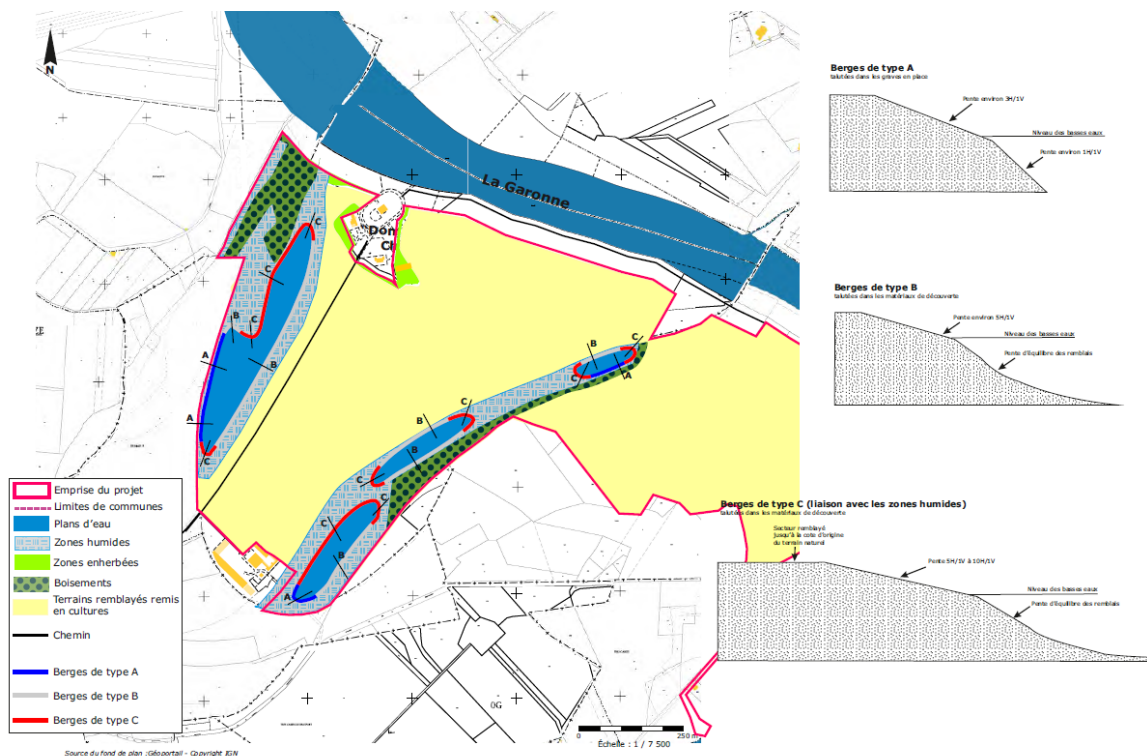 N
La Garonne
Dom
Ch
C
C
B
C
A
B
A
C
B
C
C
A
C
B
B
C
C
C
B
A
0G
Emprise du projet
Limites de communes
Plans d'eau
Zones humides
Zones enherbées
Boisements
Terrains remblayés remis
en cultures
Chemin
Berges de type A
Berges de type B
Berges de type C
250 m
Échelle : 1 / 7 500
Source du fond de plan :Géoportail - Copyright IGN
Berges de type A
talutées dans les graves en place
Pente environ 3H/1V
Niveau des basses eaux
Pente environ 1H/1V
Berges de type B
talutées dans les matériaux de découverte
Pente environ 5H/1V
Niveau des basses eaux
Pente d'équilibre des remblais
Berges de type C (liaison avec les zones humides)
talutées dans les matériaux de découverte
Secteur remblayé
jusqu'à la cote d'origine
du terrain naturel
Pente 5H/1V à 10H/1V
Niveau des basses eaux
Pente d'équilibre des remblais